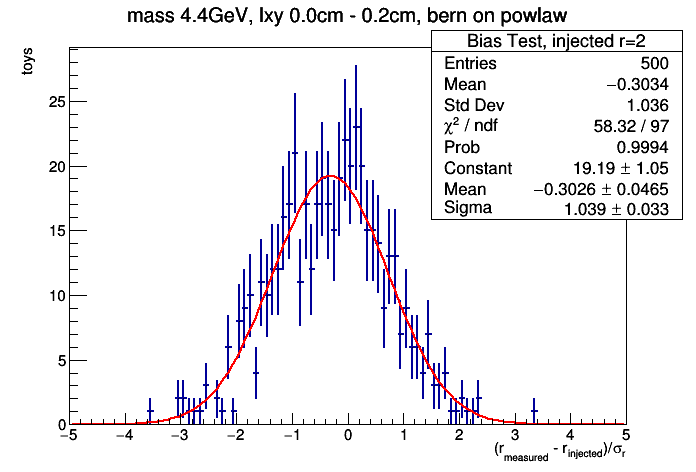 mass 4.4GeV, lxy 0.0cm - 0.2cm, bern on powlaw
Bias Test, injected r=2
Entries 500
Mean −0.3034
Std Dev 1.036
χ² / ndf 58.32 / 97
Prob 0.9994
Constant 19.19 ± 1.05
Mean −0.3026 ± 0.0465
Sigma 1.039 ± 0.033
toys
25
20
15
10
5
0
−5 −4 −3 −2 −1 0 1 2 3 4 5
(r_measured - r_injected)/σ_r